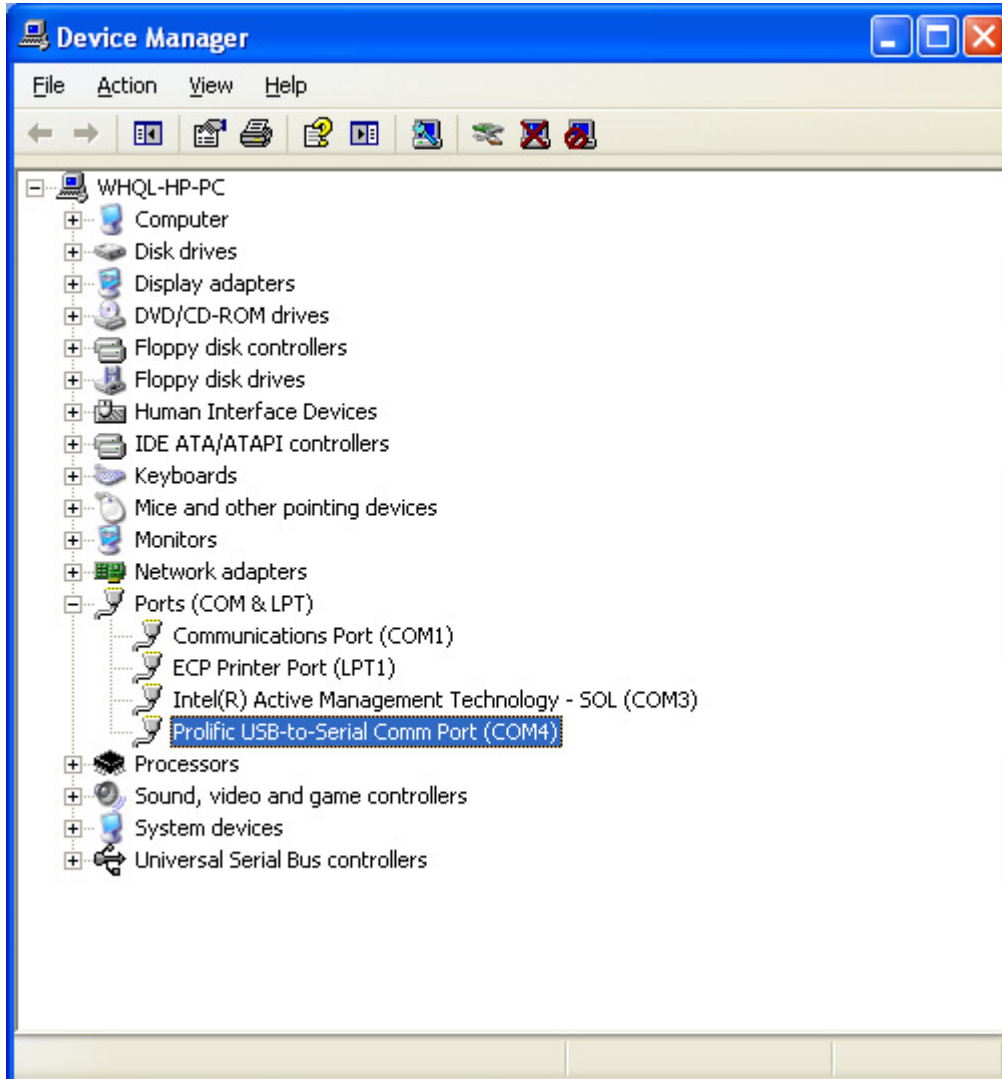 Device Manager
File Action View Help
WHQL-HP-PC
Computer
Disk drives
Display adapters
DVD/CD-ROM drives
Floppy disk controllers
Floppy disk drives
Human Interface Devices
IDE ATA/ATAPI controllers
Keyboards
Mice and other pointing devices
Monitors
Network adapters
Ports (COM & LPT)
Communications Port (COM1)
ECP Printer Port (LPT1)
Intel(R) Active Management Technology - SOL (COM3)
Prolific USB-to-Serial Comm Port (COM4)
Processors
Sound, video and game controllers
System devices
Universal Serial Bus controllers